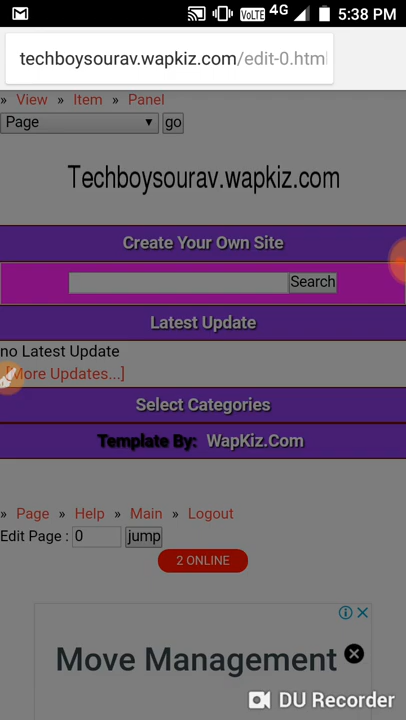 VoLTE 4G 5:38 PM
techboysourav.wapkiz.com/edit-0.html
» View » Item » Panel
Page go
Techboysourav.wapkiz.com
Create Your Own Site
Search
Latest Update
no Latest Update
[More Updates...]
Select Categories
Template By: WapKiz.Com
» Page » Help » Main » Logout
Edit Page : 0 jump
2 ONLINE
Move Management
DU Recorder